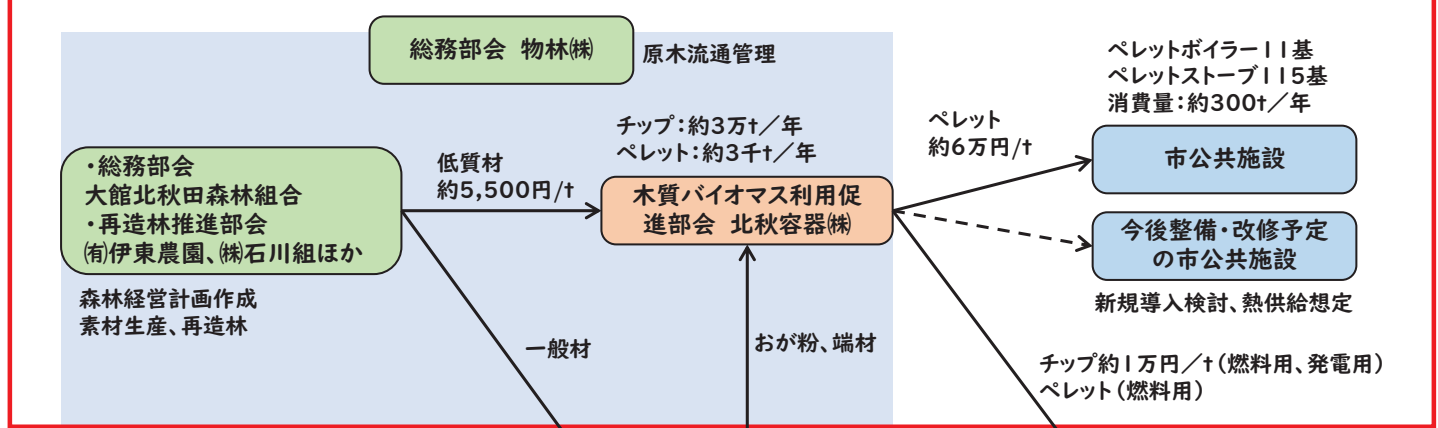 総務部会 物林㈱
原木流通管理
ペレットボイラー11基
ペレットストーブ115基
消費量:約300t/年
チップ:約3万t/年
ペレット:約3千t/年
ペレット
約6万円/t
・総務部会
大館北秋田森林組合
・再造林推進部会
㈲伊東農園、㈱石川組ほか
低質材
約5,500円/t
木質バイオマス利用促
進部会 北秋容器㈱
市公共施設
今後整備・改修予定
の市公共施設
森林経営計画作成
素材生産、再造林
新規導入検討、熱供給想定
一般材
おが粉、端材
チップ約1万円/t(燃料用、発電用)
ペレット(燃料用)